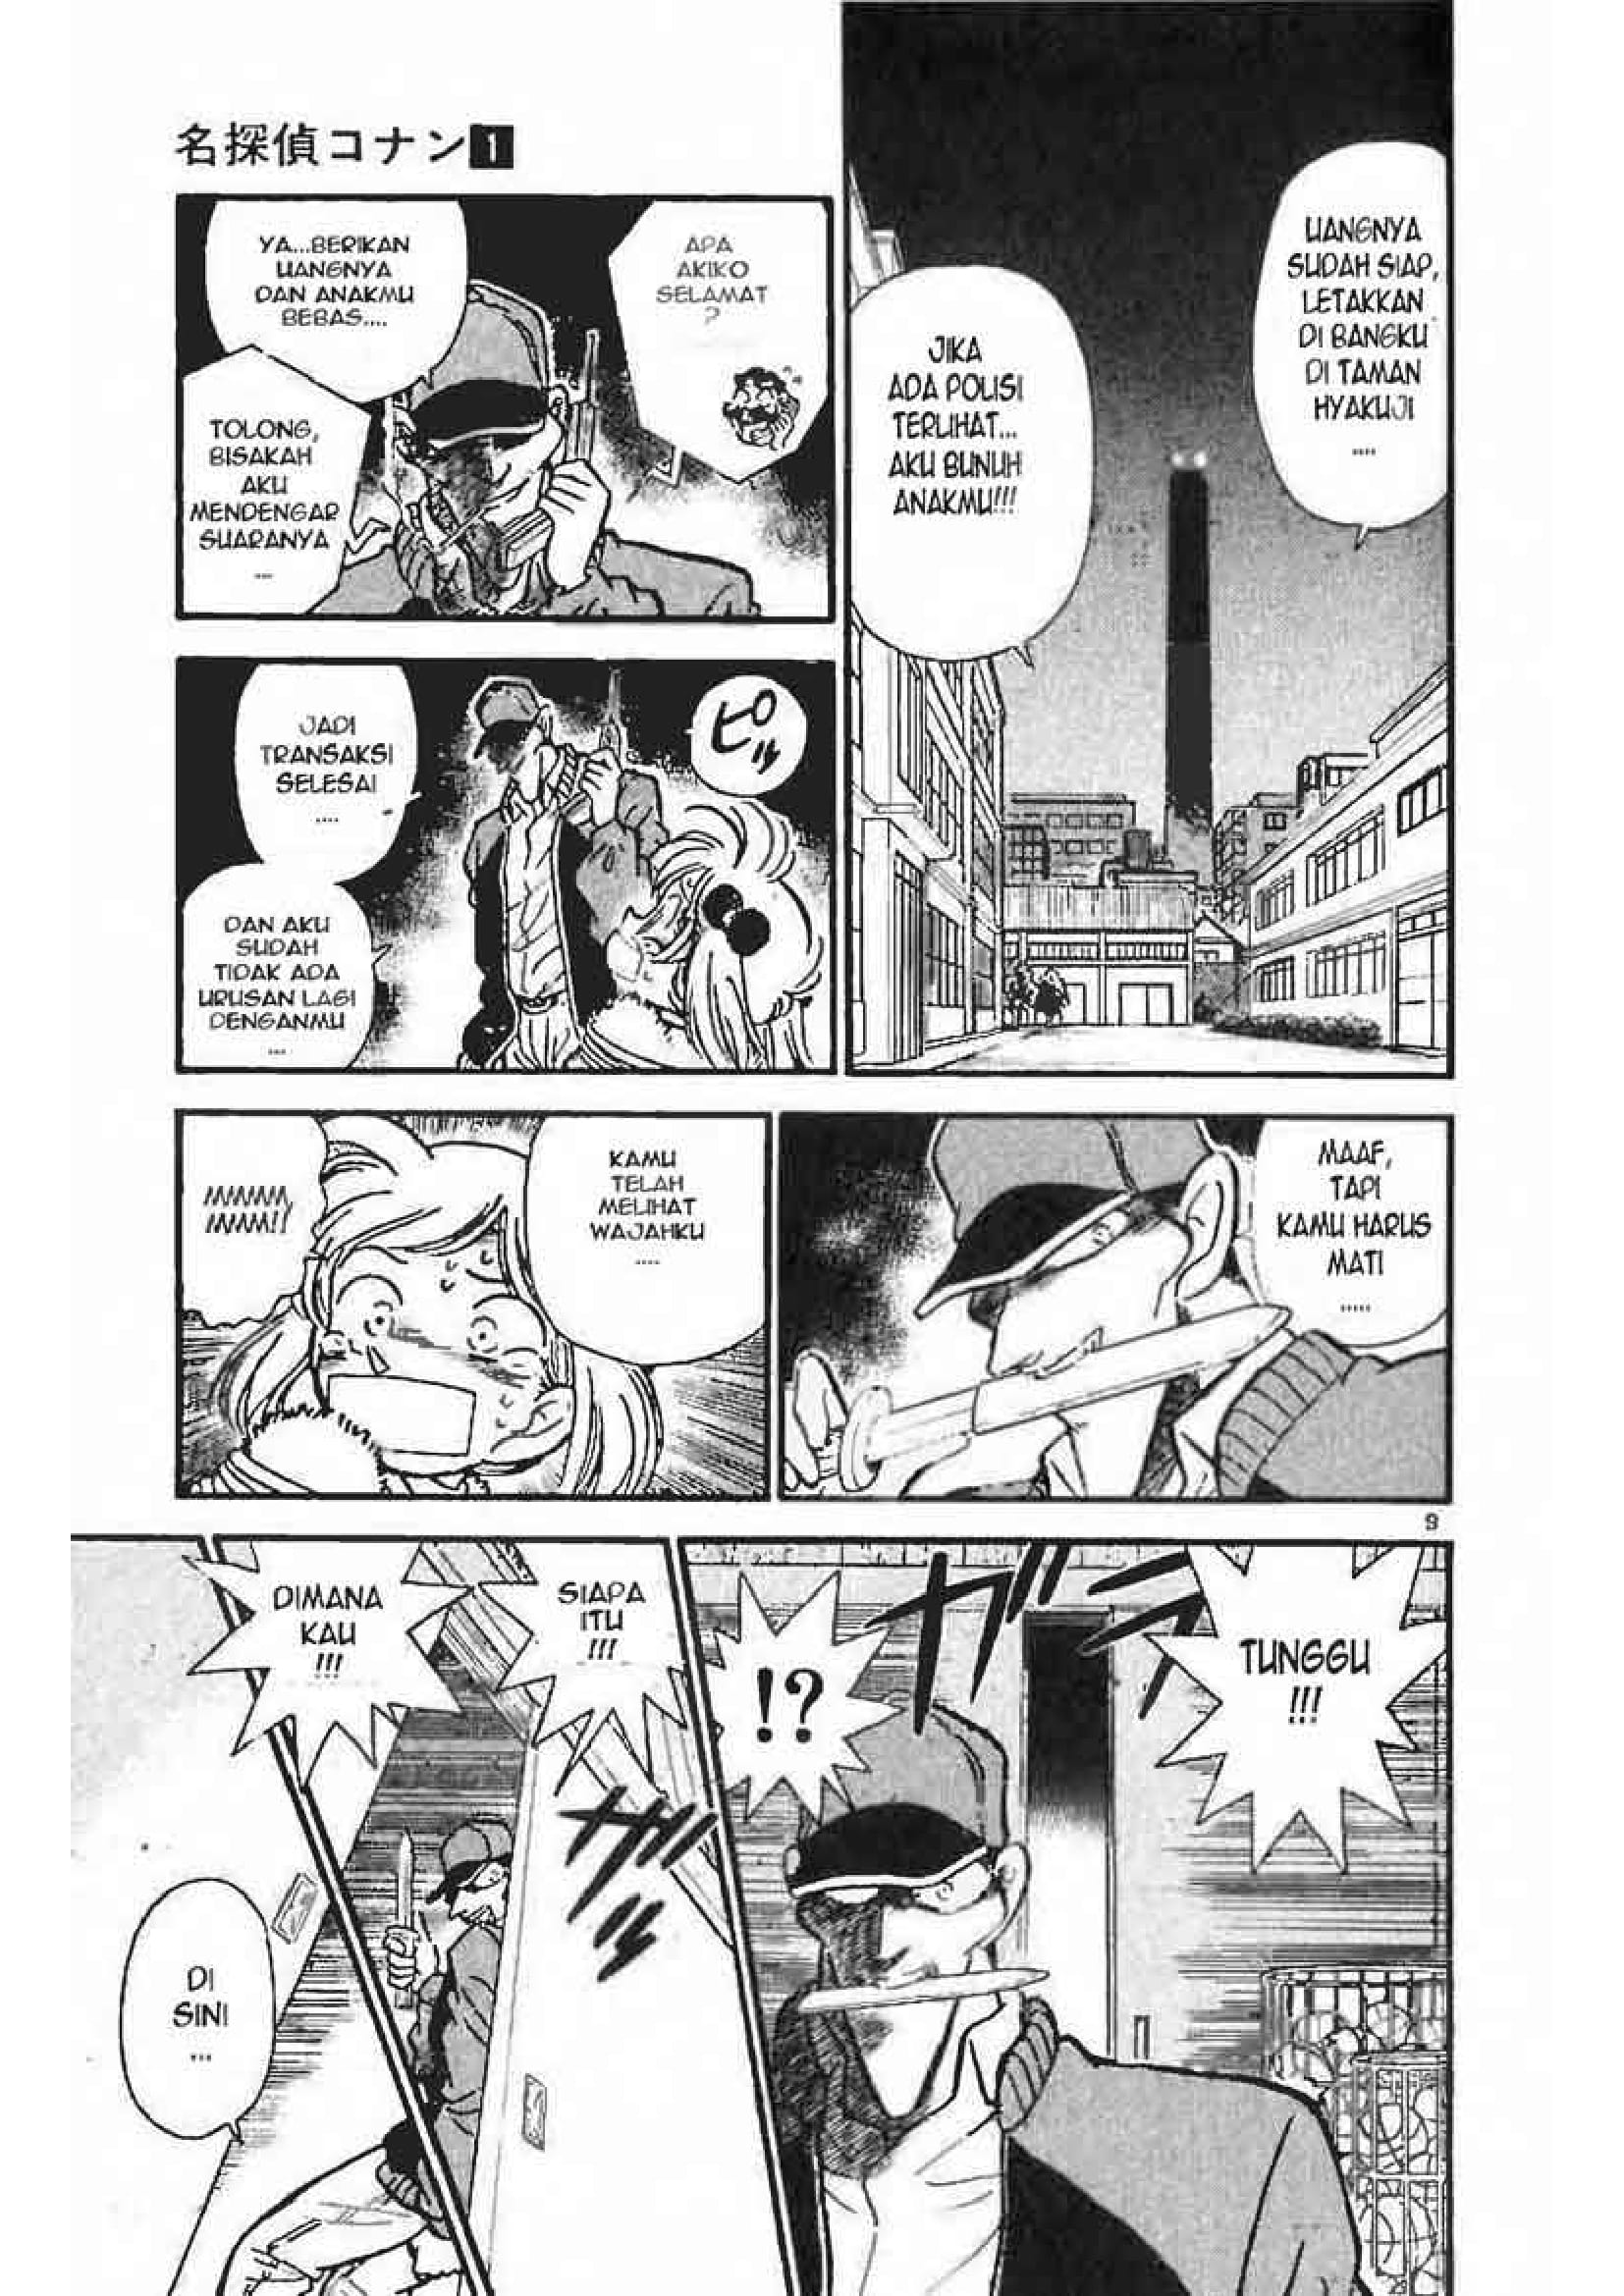 名探偵コナン1
UANGNYA
SUDAH SIAP,
LETAKKAN
DI BANGKU
DI TAMAN
HYAKUJI
....
JIKA
ADA POLISI
TERLIHAT...
AKU BUNUH
ANAKMU!!!
APA
AKIKO
SELAMAT
?
YA...BERIKAN
UANGNYA
DAN ANAKMU
BEBAS....
TOLONG,
BISAKAH
AKU
MENDENGAR
SUARANYA
...
ピッ
JADI
TRANSAKSI
SELESAI
....
DAN AKU
SUDAH
TIDAK ADA
URUSAN LAGI
DENGANMU
...
MAAF,
TAPI
KAMU HARUS
MATI
.....
KAMU
TELAH
MELIHAT
WAJAHKU
....
MMMMM,
MMMM!!
9
TUNGGU
!!!
!?
SIAPA
ITU
!!!
DIMANA
KAU
!!!
DI
SINI
...